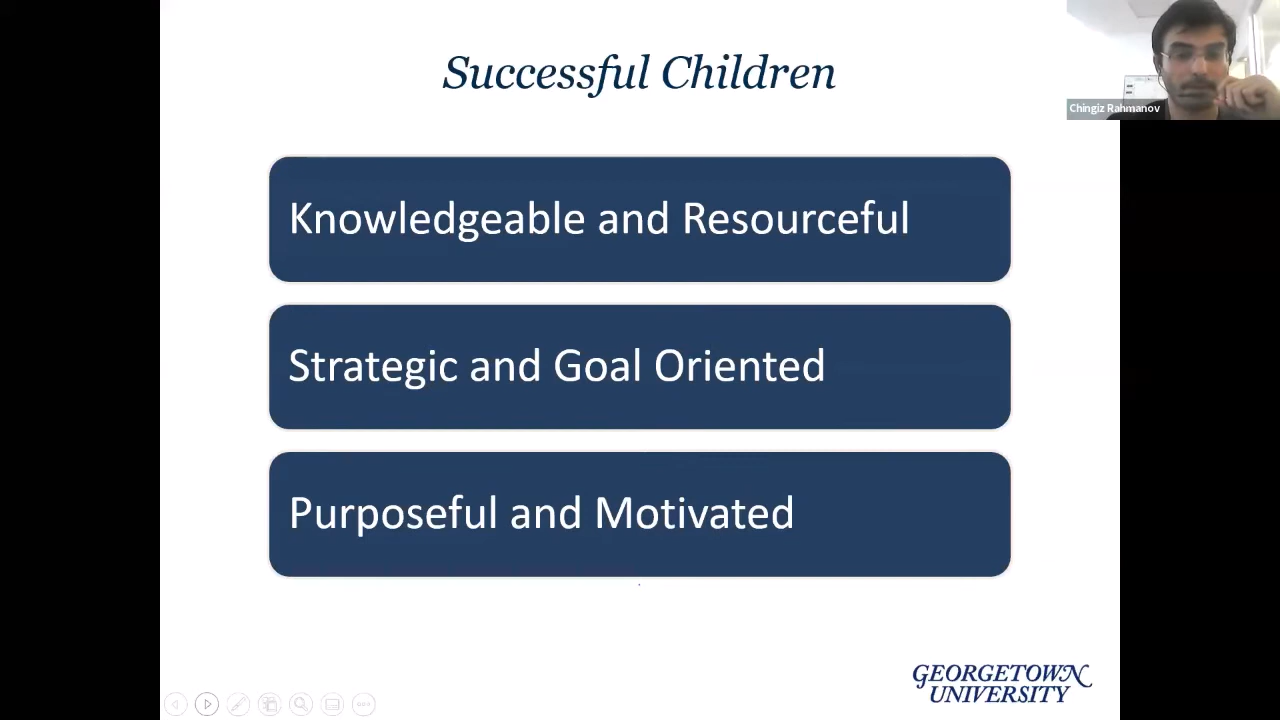 Successful Children
Chingiz Rahmanov
Knowledgeable and Resourceful
Strategic and Goal Oriented
Purposeful and Motivated
GEORGETOWN
UNIVERSITY